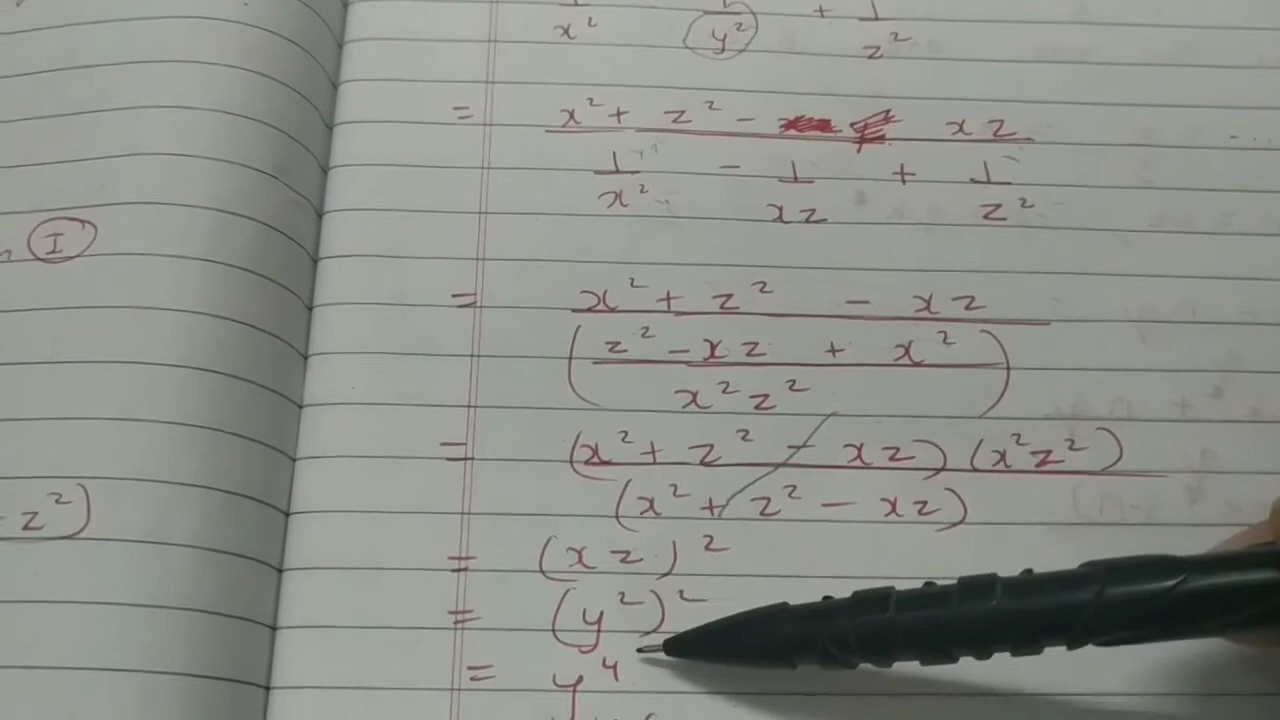 x² y² + 1
z²
= x² + z² - xz
1/x² - 1/xz + 1/z²
I
= x² + z² - xz
(z² - xz + x²
x²z²)
= (x² + z² - xz) (x²z²)
(x² + z² - xz)
z²)
= (xz)²
= (y²)²
= y⁴